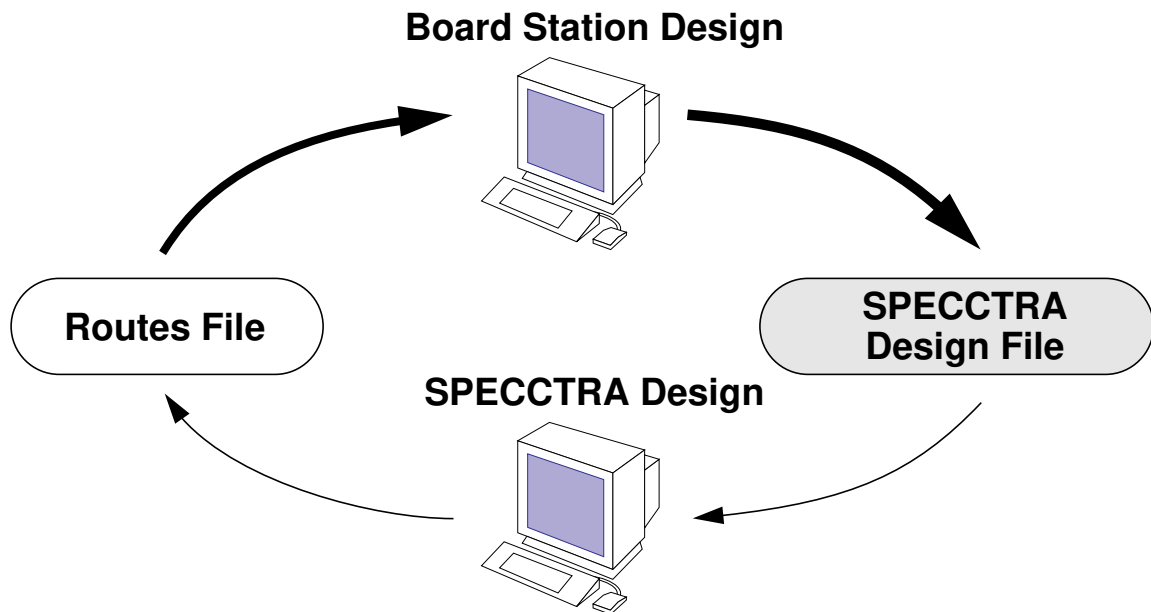 Board Station Design
Routes File
SPECCTRA
Design File
SPECCTRA Design